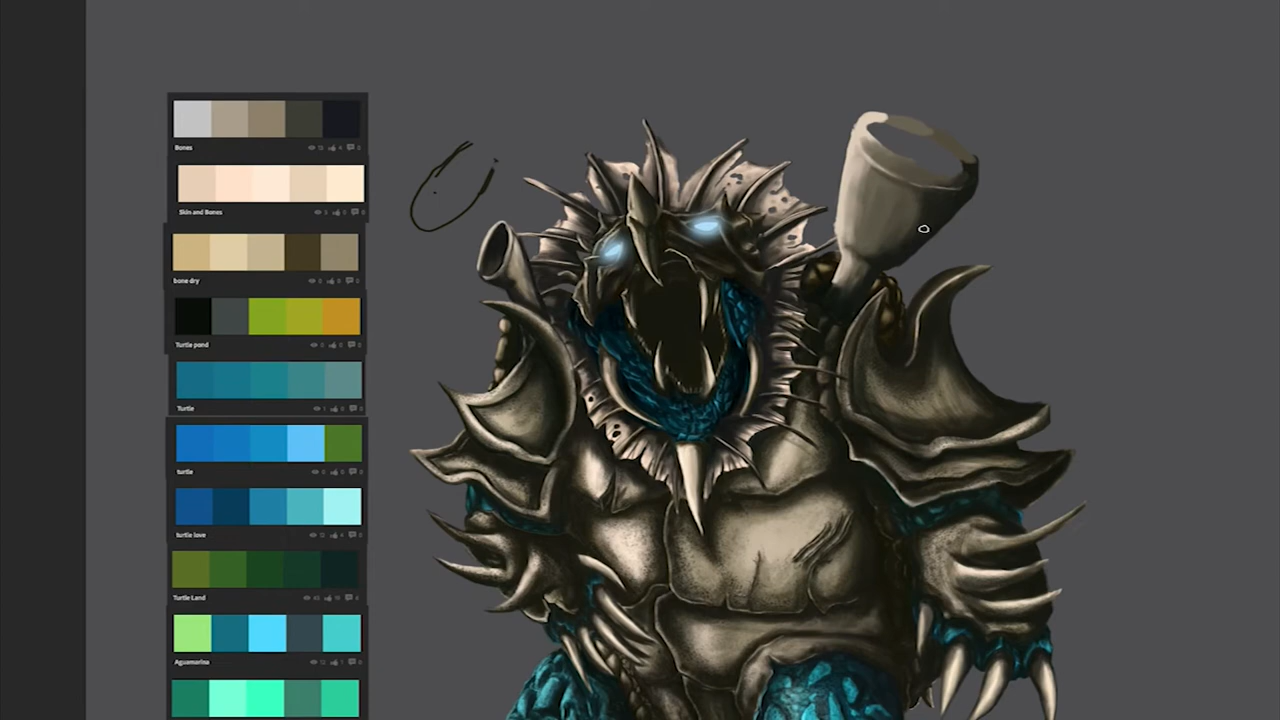 Bones
Skin and Bones
bone dry
Turtle pond
Turtle
turtle
turtle love
Turtle Land
Aguamarina